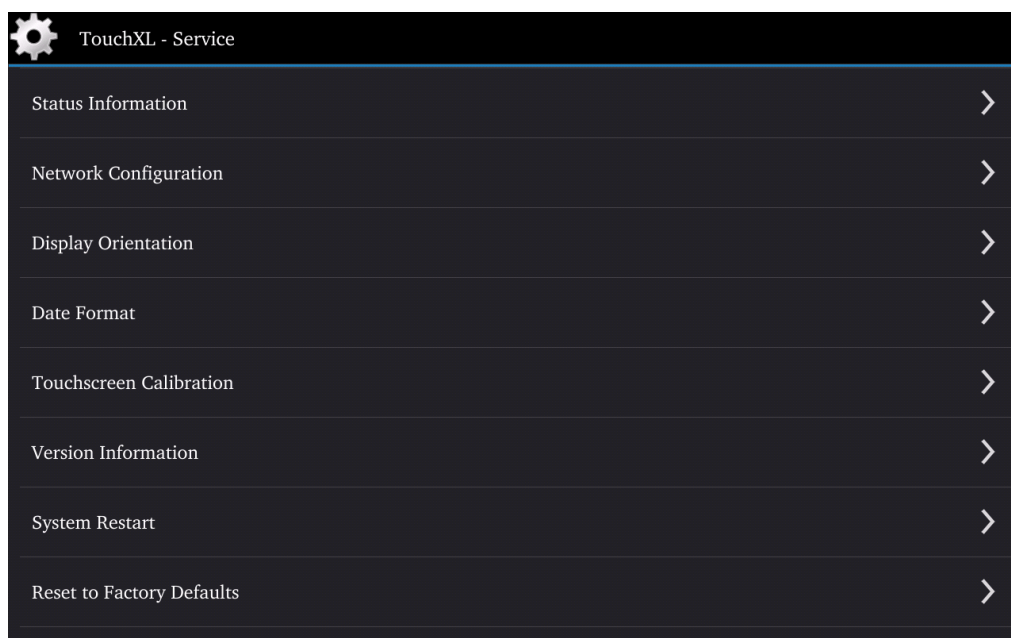 TouchXL - Service
Status Information
Network Configuration
Display Orientation
Date Format
Touchscreen Calibration
Version Information
System Restart
Reset to Factory Defaults